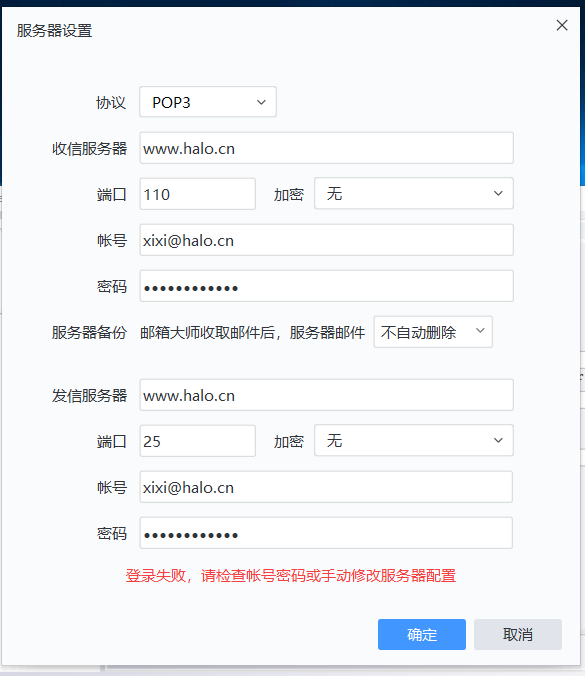 服务器设置
协议 POP3
收信服务器 www.halo.cn
端口 110 加密 无
帐号 xixi@halo.cn
密码 ●●●●●●●●●●●●
服务器备份 邮箱大师收取邮件后，服务器邮件 不自动删除
发信服务器 www.halo.cn
端口 25 加密 无
帐号 xixi@halo.cn
密码 ●●●●●●●●●●●●
登录失败，请检查帐号密码或手动修改服务器配置
确定 取消